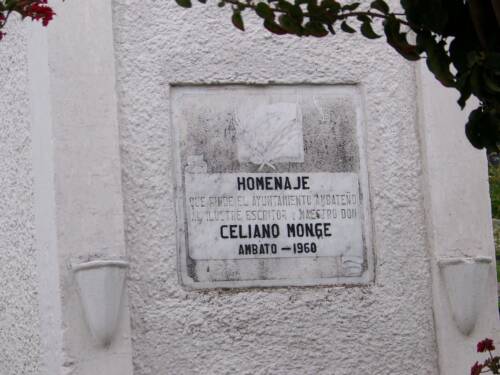 HOMENAJE
QUE RINDE EL AYUNTAMIENTO AMBATEÑO
AL ILUSTRE ESCRITOR Y MAESTRO DON
CELIANO MONGE
AMBATO - 1960